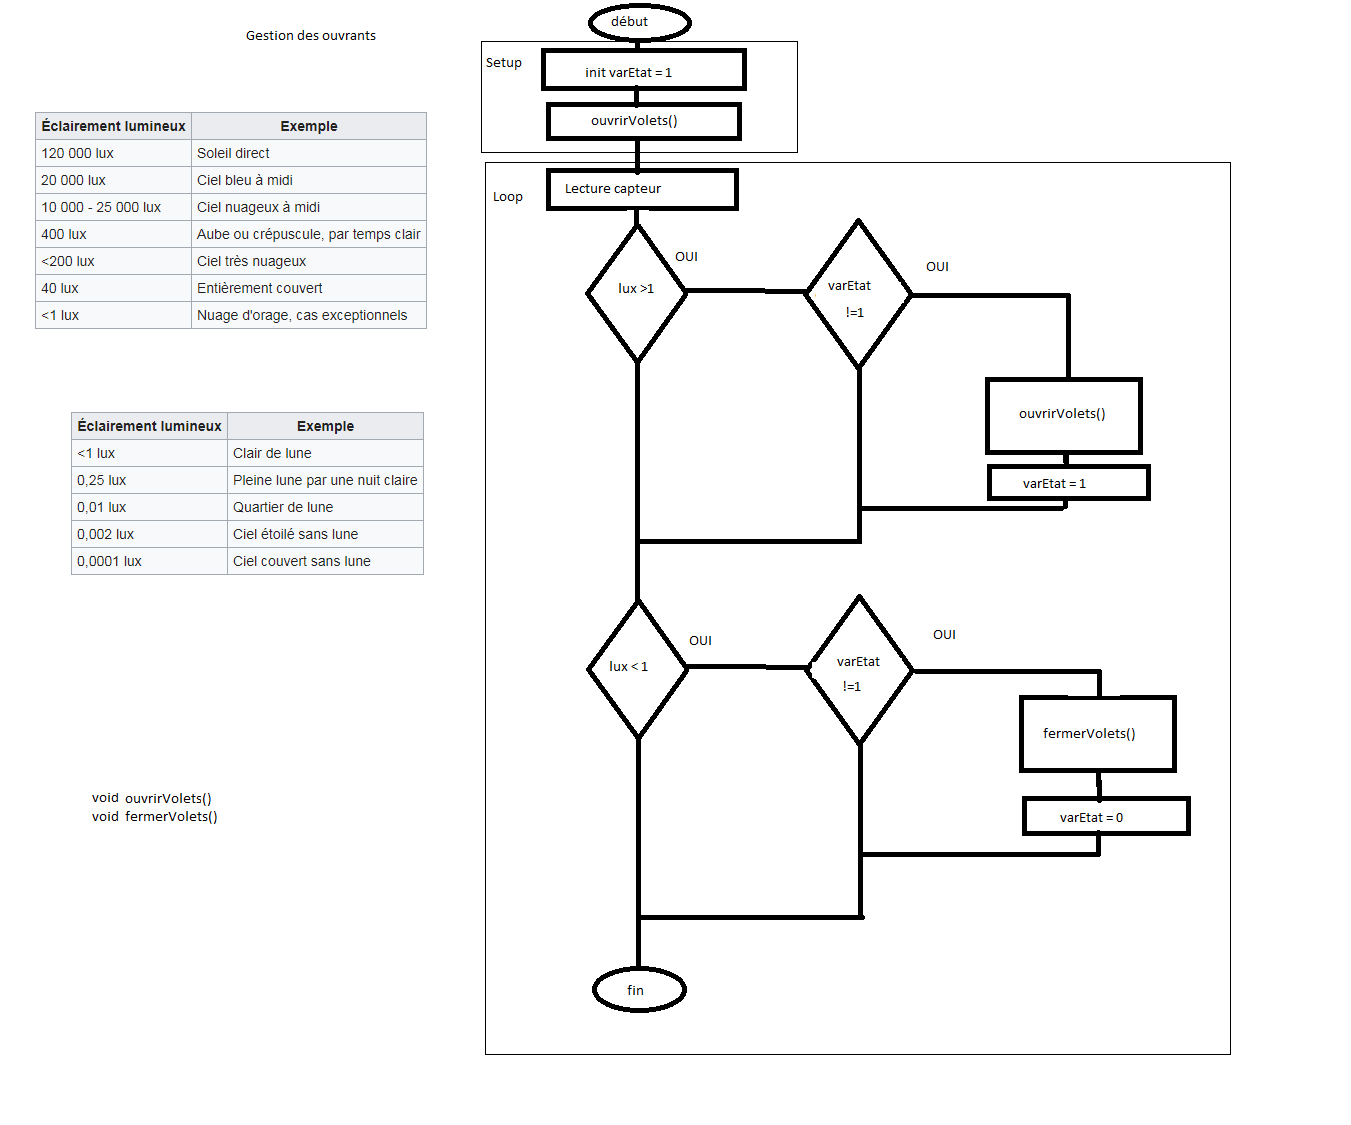 Gestion des ouvrants
Éclairement lumineux Exemple
120 000 lux Soleil direct
20 000 lux Ciel bleu à midi
10 000 - 25 000 lux Ciel nuageux à midi
400 lux Aube ou crépuscule, par temps clair
<200 lux Ciel très nuageux
40 lux Entièrement couvert
<1 lux Nuage d'orage, cas exceptionnels
Éclairement lumineux Exemple
<1 lux Clair de lune
0,25 lux Pleine lune par une nuit claire
0,01 lux Quartier de lune
0,002 lux Ciel étoilé sans lune
0,0001 lux Ciel couvert sans lune
void ouvrirVolets()
void fermerVolets()
début
Setup
init varEtat = 1
ouvrirVolets()
Loop
Lecture capteur
lux >1
OUI
varEtat
!=1
OUI
ouvrirVolets()
varEtat = 1
lux < 1
OUI
varEtat
!=1
OUI
fermerVolets()
varEtat = 0
fin